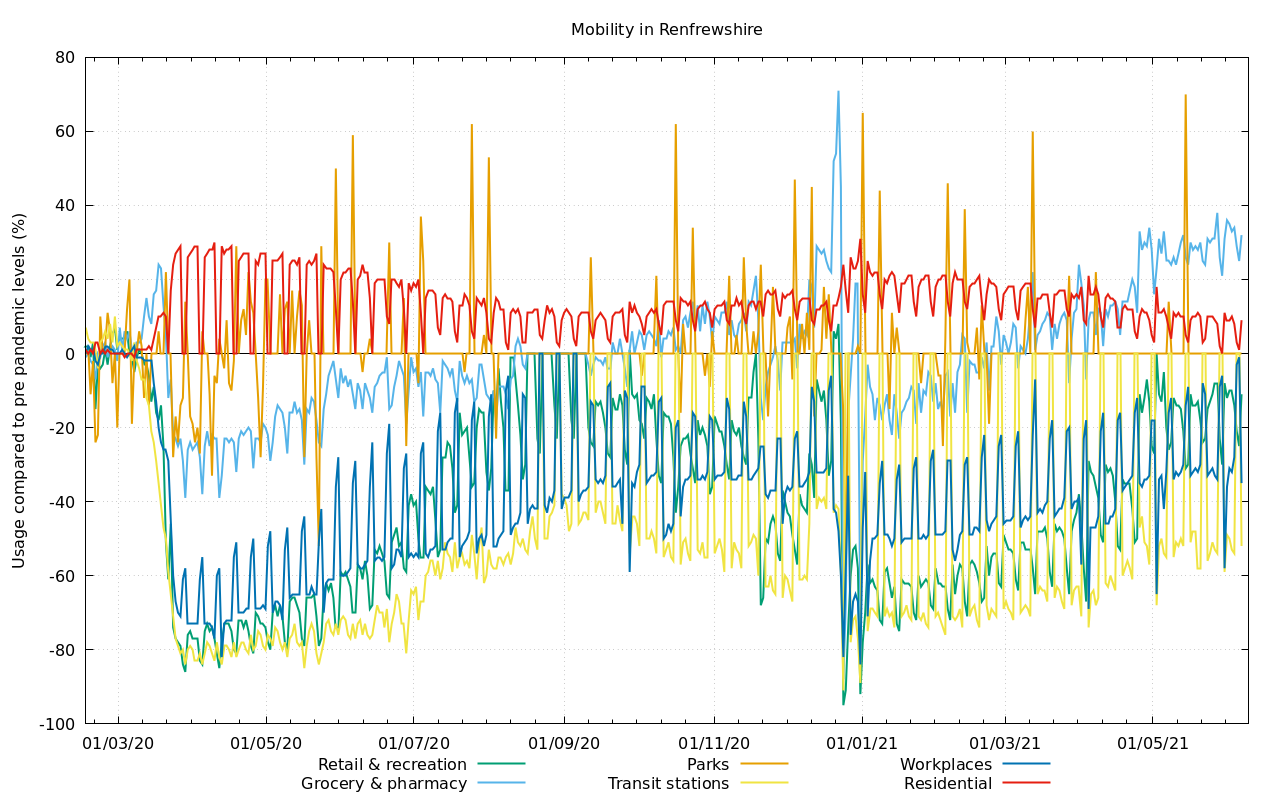 Mobility in Renfrewshire
Usage compared to pre pandemic levels (%)
80
60
40
20
0
-20
-40
-60
-80
-100
01/03/20 01/05/20 01/07/20 01/09/20 01/11/20 01/01/21 01/03/21 01/05/21
Retail & recreation Parks Workplaces
Grocery & pharmacy Transit stations Residential